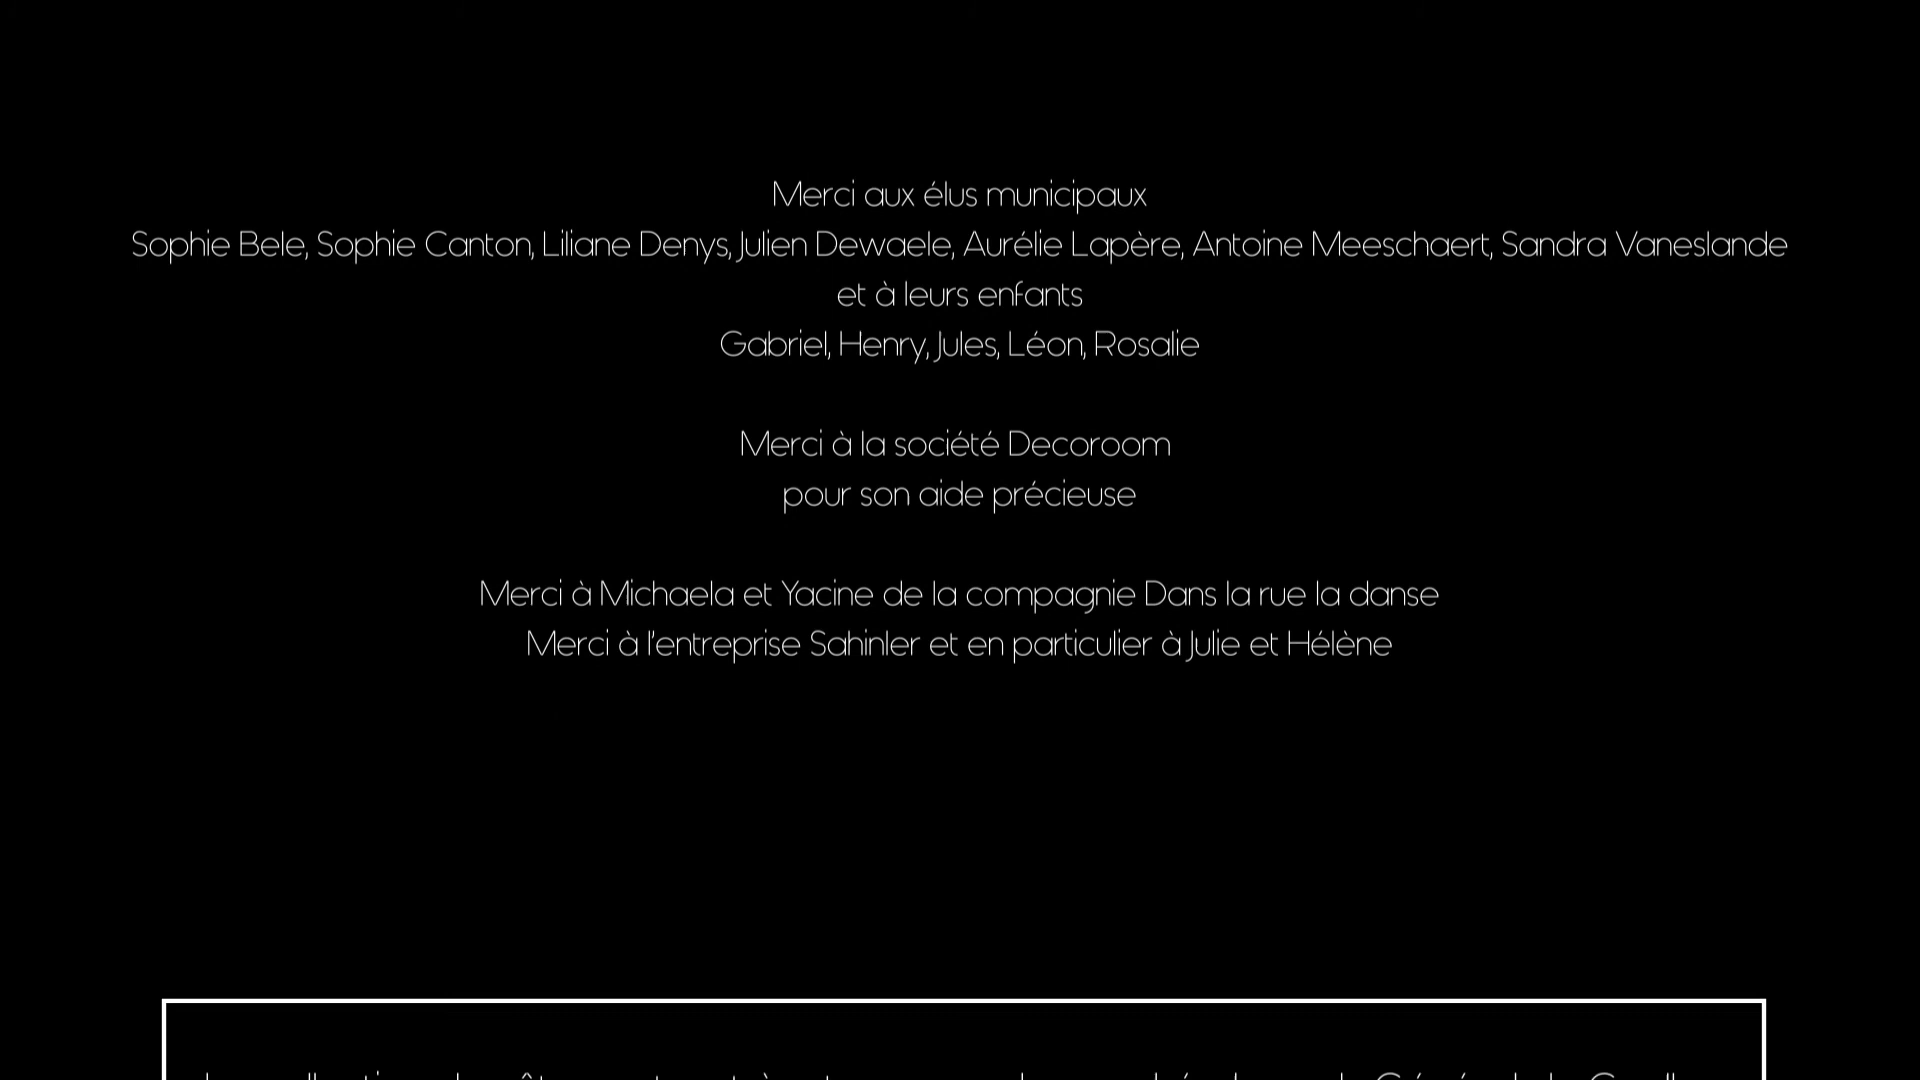 Merci aux élus municipaux
Sophie Bele, Sophie Canton, Liliane Denys, Julien Dewaele, Aurélie Lapère, Antoine Meeschaert, Sandra Vaneslande
et à leurs enfants
Gabriel, Henry, Jules, Léon, Rosalie
Merci à la société Decoroom
pour son aide précieuse
Merci à Michaela et Yacine de la compagnie Dans la rue la danse
Merci à l'entreprise Sahinler et en particulier à Julie et Hélène